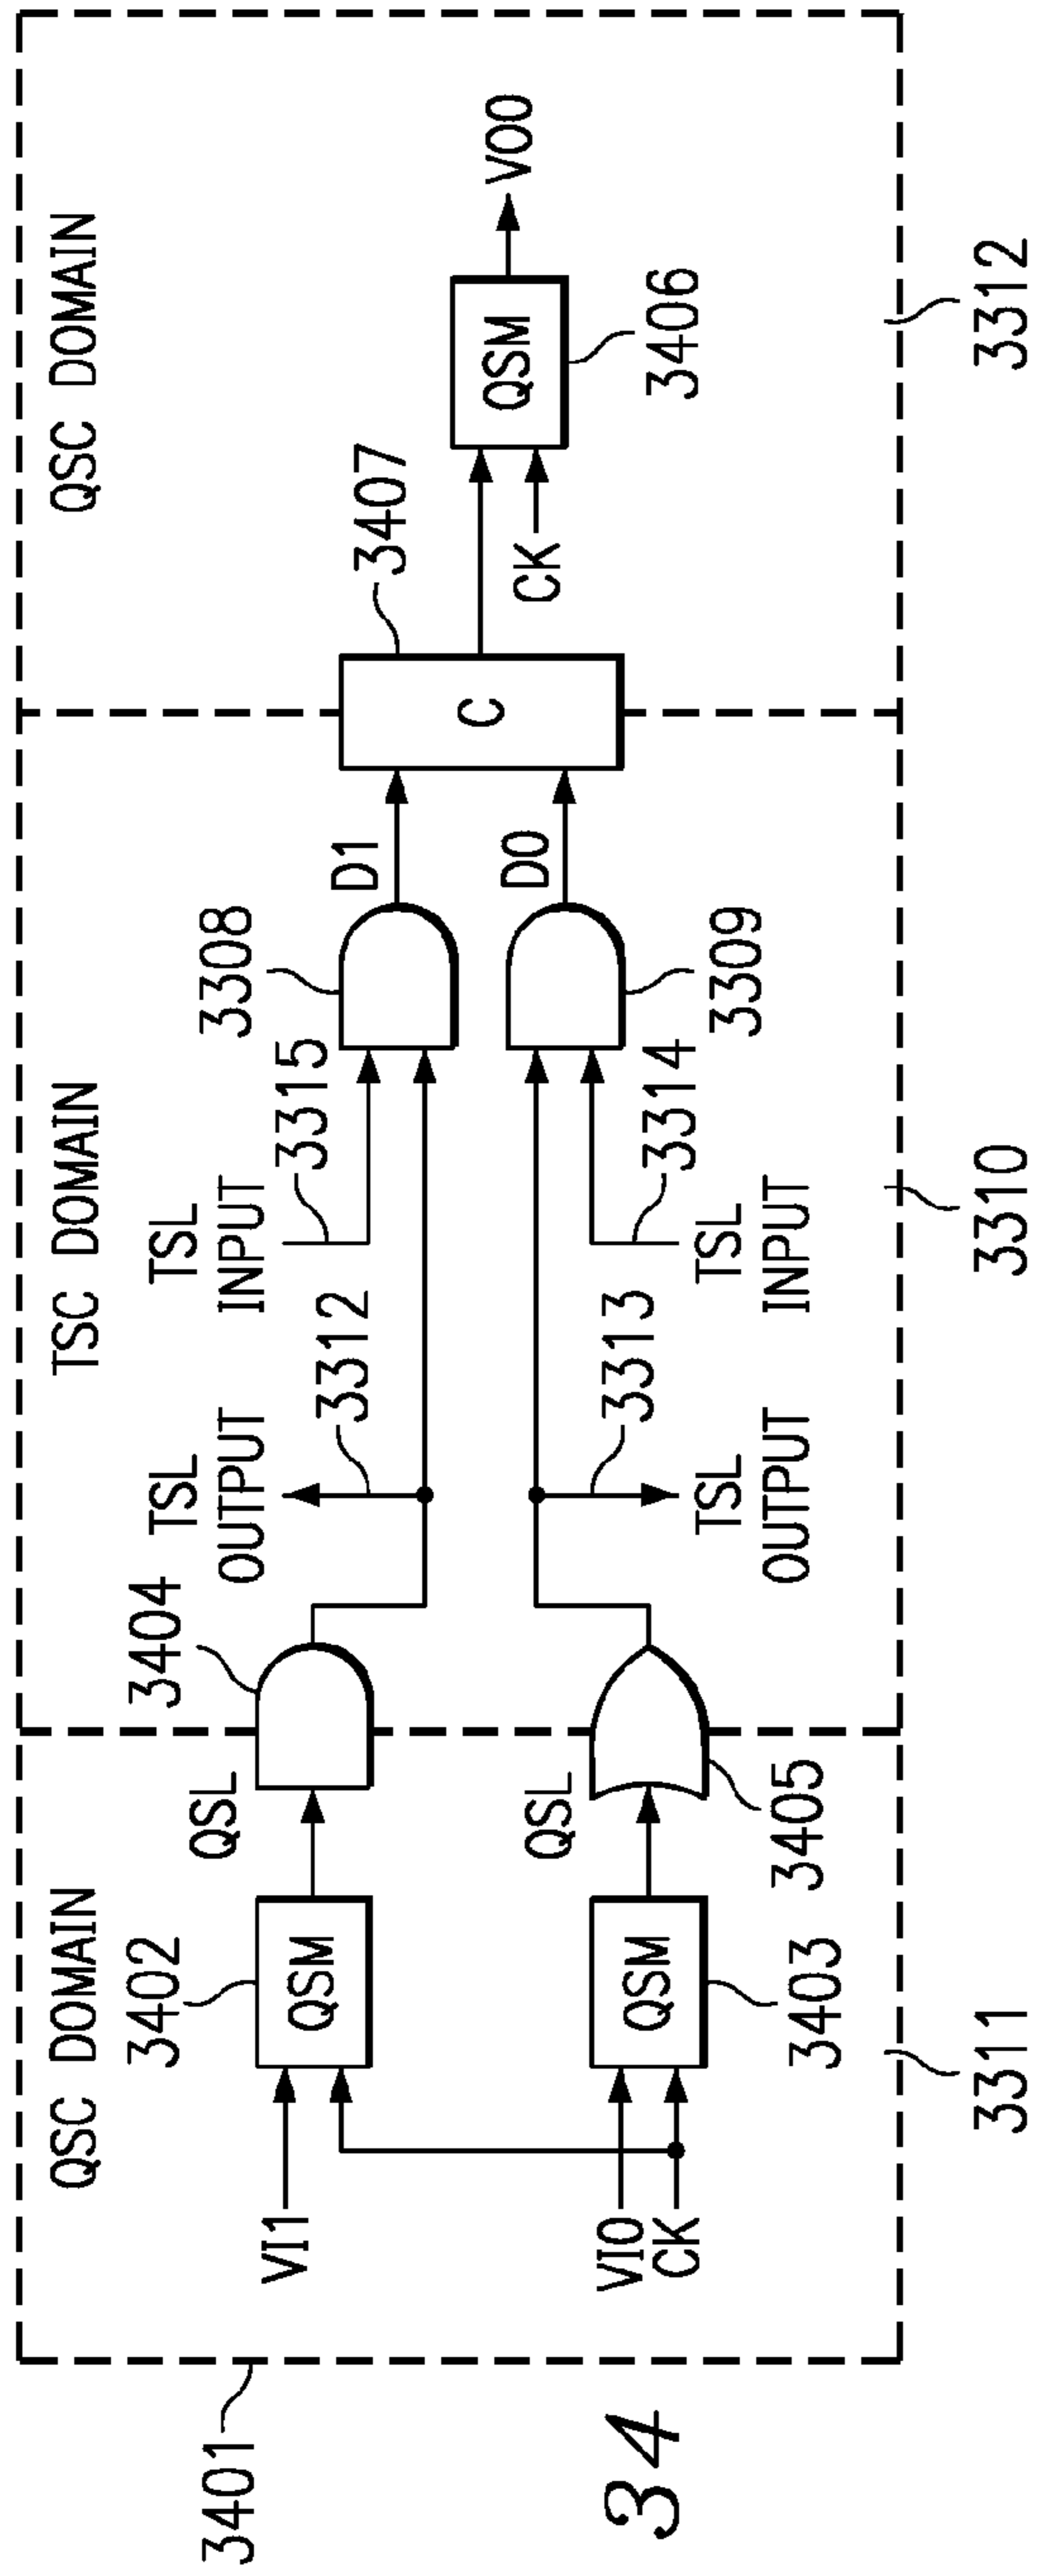 QSC DOMAIN
TSC DOMAIN
QSC DOMAIN
3401
3402
QSL
3404
TSL
OUTPUT
TSL
INPUT
3312
3315
3308
D1
3407
VI1
QSM
C
QSM
VOO
CK
3406
QSL
D0
VIO
CK
QSM
3403
3405
3313
3314
3309
TSL
OUTPUT
TSL
INPUT
3311
3310
3312
34